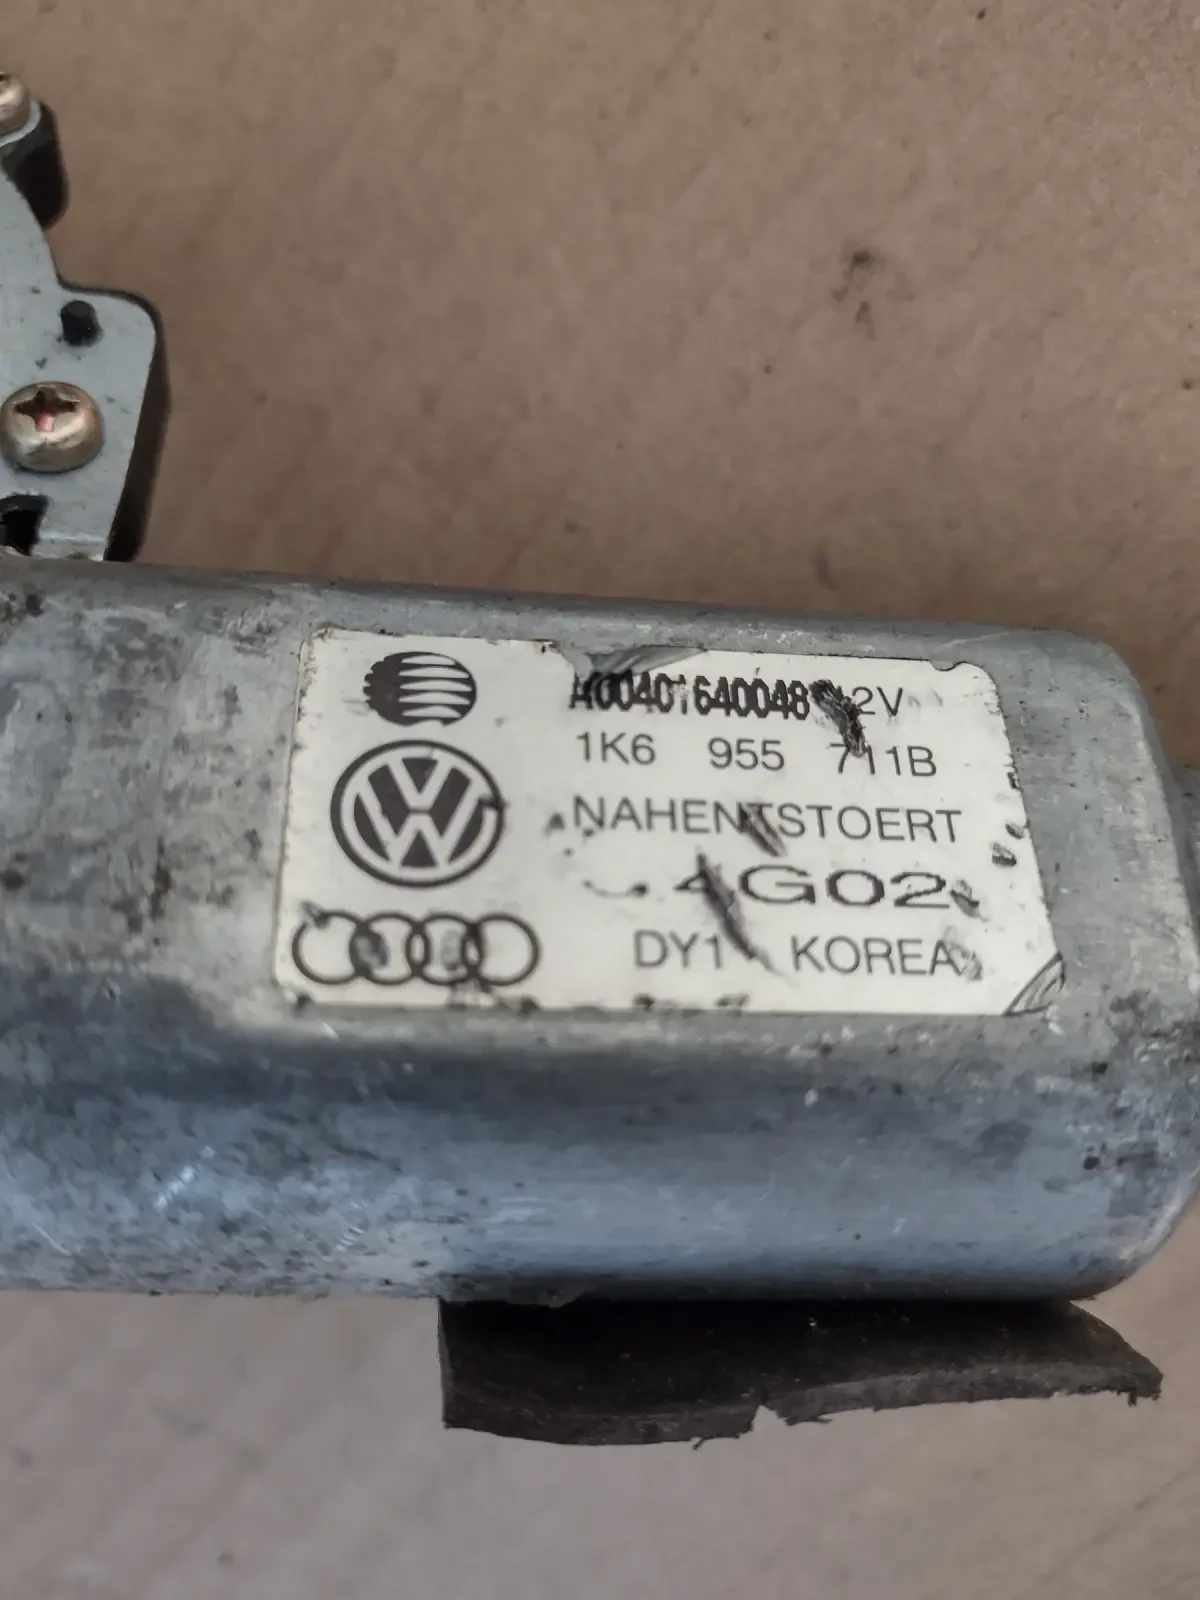 A00401640048 12V
1K6 955 711B
NAHENTSTOERT
4G02
DY1 KOREA